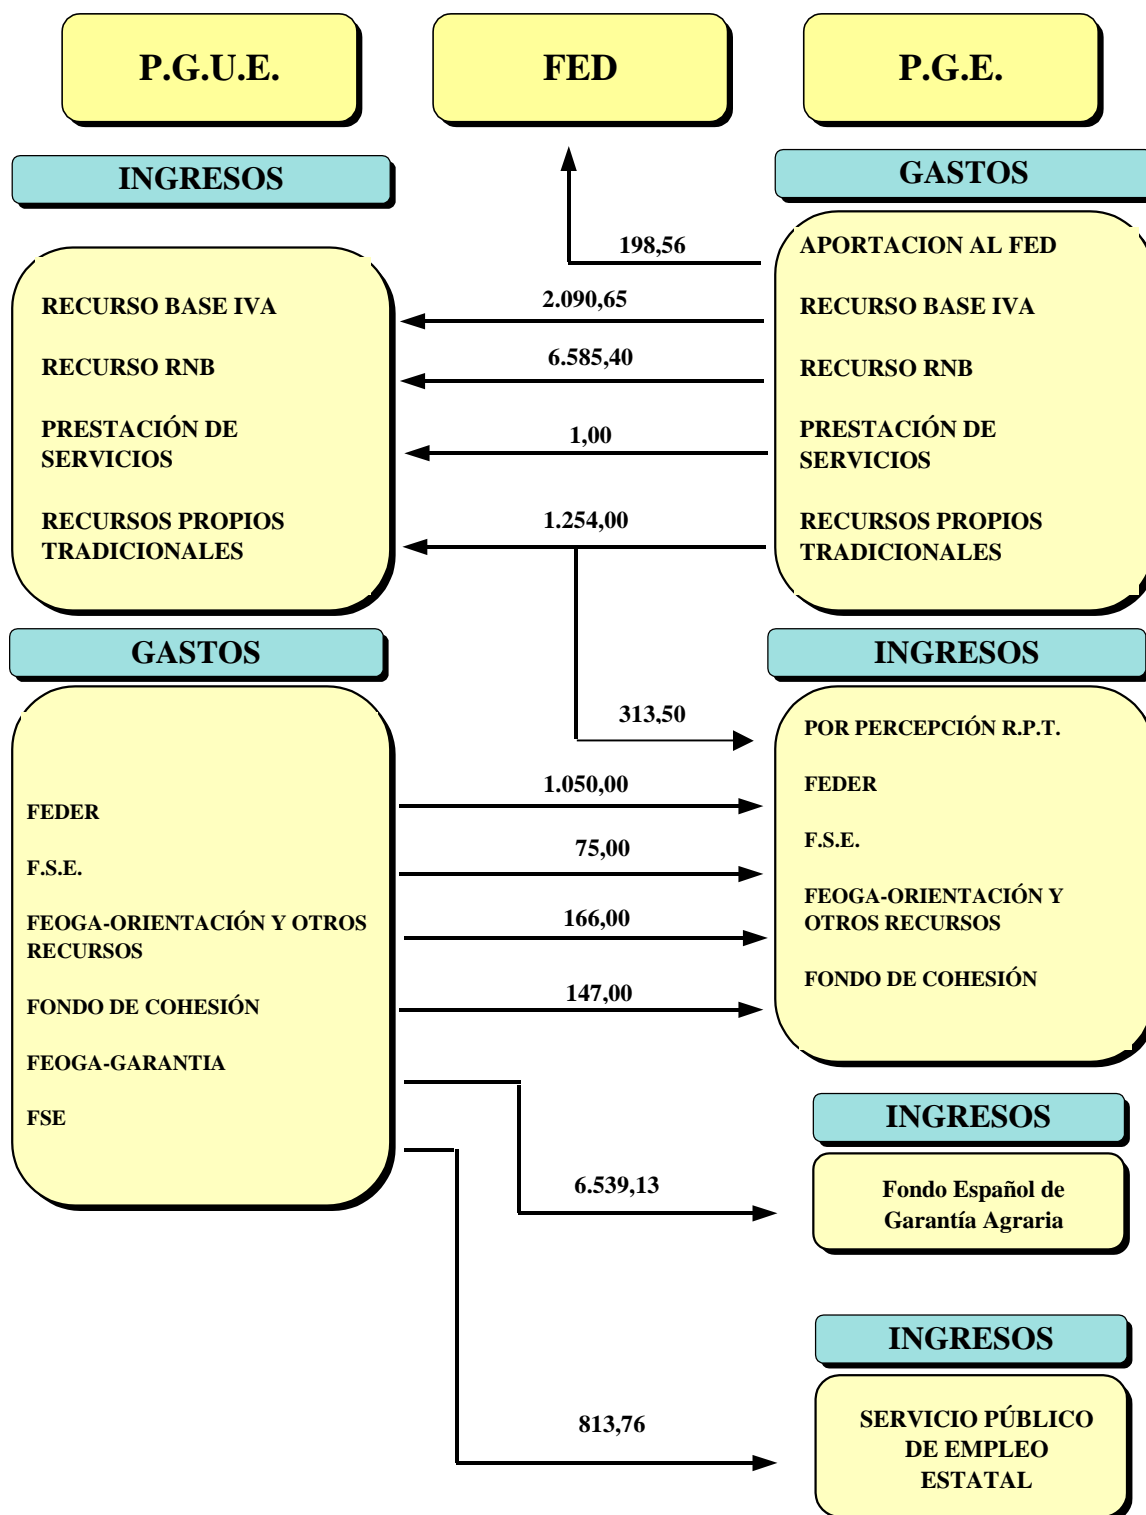 P.G.U.E.
FED
P.G.E.
INGRESOS
GASTOS
198,56
APORTACION AL FED
RECURSO BASE IVA
2.090,65
RECURSO BASE IVA
RECURSO RNB
6.585,40
RECURSO RNB
PRESTACIÓN DE
SERVICIOS
1,00
PRESTACIÓN DE
SERVICIOS
RECURSOS PROPIOS
TRADICIONALES
1.254,00
RECURSOS PROPIOS
TRADICIONALES
GASTOS
INGRESOS
313,50
POR PERCEPCIÓN R.P.T.
FEDER
1.050,00
FEDER
F.S.E.
75,00
F.S.E.
FEOGA-ORIENTACIÓN Y OTROS
RECURSOS
166,00
FEOGA-ORIENTACIÓN Y
OTROS RECURSOS
FONDO DE COHESIÓN
147,00
FONDO DE COHESIÓN
FEOGA-GARANTIA
FSE
INGRESOS
6.539,13
Fondo Español de
Garantía Agraria
INGRESOS
813,76
SERVICIO PÚBLICO
DE EMPLEO
ESTATAL